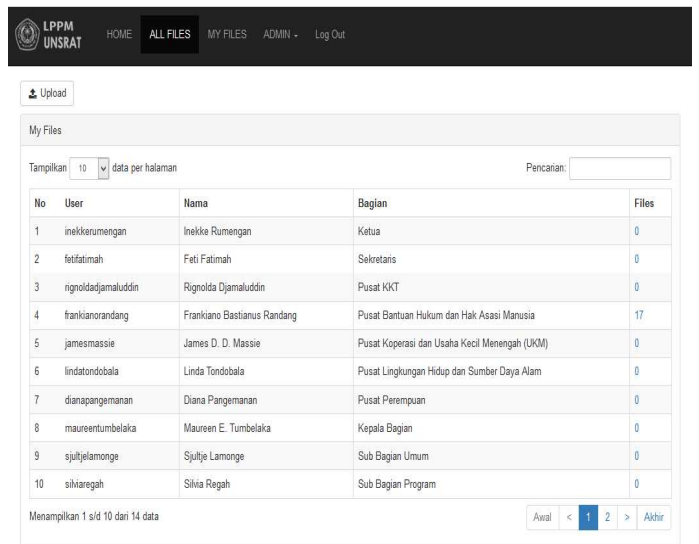 LPPM UNSRAT HOME ALL FILES MY FILES ADMIN Log Out
Upload
My Files
Tampilkan 10 data per halaman Pencarian:
No User Nama Bagian Files
1 inekkerumengan Inekke Rumengan Ketua 0
2 fetifatimah Feti Fatimah Sekretaris 0
3 rignoldadjamaluddin Rignolda Djamaluddin Pusat KKT 0
4 frankianorandang Frankiano Bastianus Randang Pusat Bantuan Hukum dan Hak Asasi Manusia 17
5 jamesmassie James D. D. Massie Pusat Koperasi dan Usaha Kecil Menengah (UKM) 0
6 lindatondobala Linda Tondobala Pusat Lingkungan Hidup dan Sumber Daya Alam 0
7 dianapangemanan Diana Pangemanan Pusat Perempuan 0
8 maureentumbelaka Maureen E. Tumbelaka Kepala Bagian 0
9 sjultjelamonge Sjultje Lamonge Sub Bagian Umum 0
10 silviaregah Silvia Regah Sub Bagian Program 0
Menampilkan 1 s/d 10 dari 14 data Awal < 1 2 > Akhir